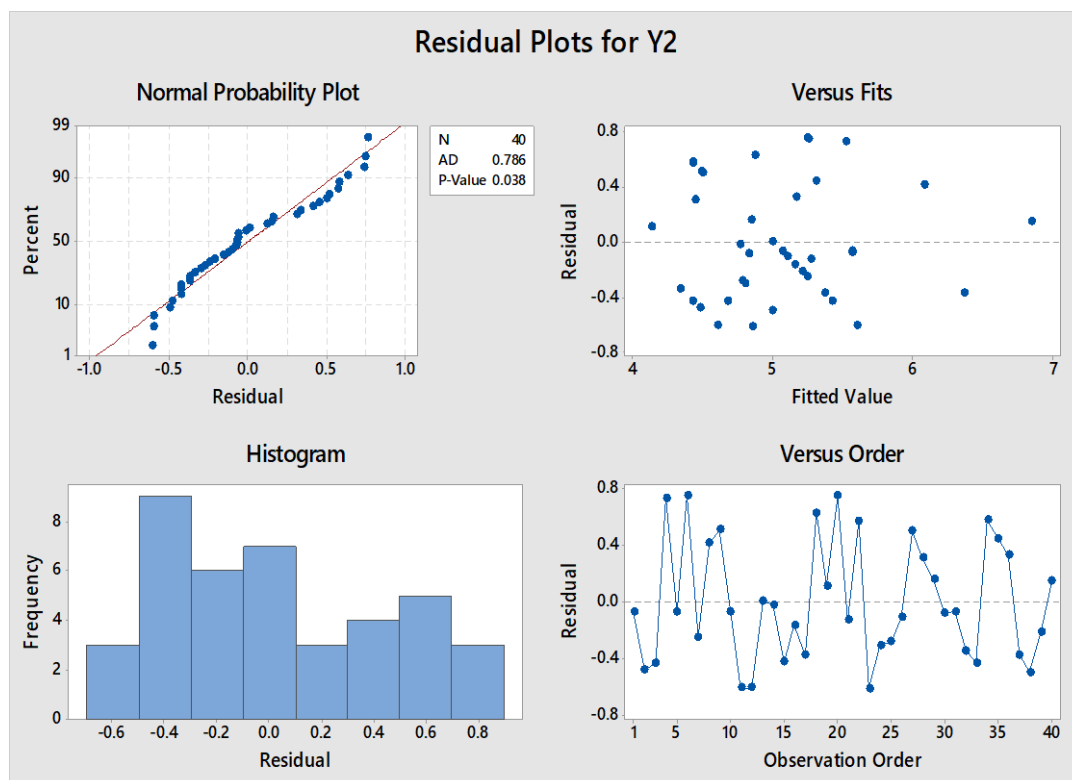 Residual Plots for Y2
Normal Probability Plot
99
90
50
10
1
Percent
-1.0 -0.5 0.0 0.5 1.0
Residual
N 40
AD 0.786
P-Value 0.038
Versus Fits
0.8
0.4
0.0
-0.4
-0.8
Residual
4 5 6 7
Fitted Value
Histogram
8
6
4
2
0
Frequency
-0.6 -0.4 -0.2 0.0 0.2 0.4 0.6 0.8
Residual
Versus Order
0.8
0.4
0.0
-0.4
-0.8
Residual
1 5 10 15 20 25 30 35 40
Observation Order